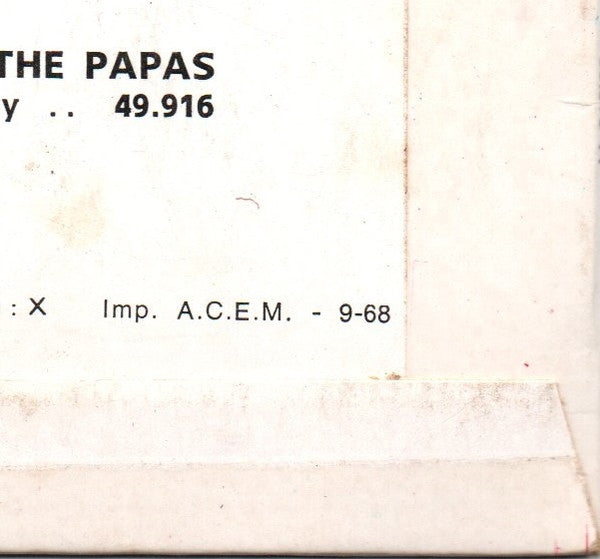 THE PAPAS
y .. 49.916
: X Imp. A.C.E.M. - 9-68